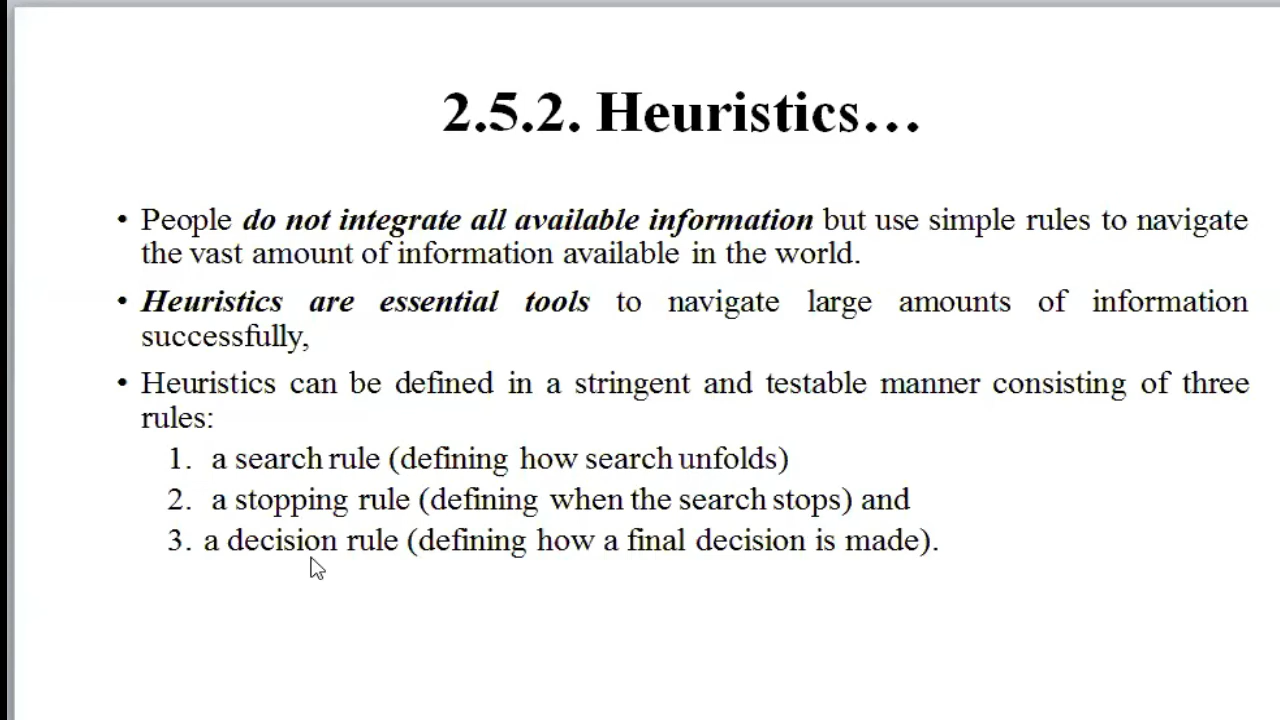 2.5.2. Heuristics…
• People do not integrate all available information but use simple rules to navigate
the vast amount of information available in the world.
• Heuristics are essential tools to navigate large amounts of information
successfully,
• Heuristics can be defined in a stringent and testable manner consisting of three
rules:
1. a search rule (defining how search unfolds)
2. a stopping rule (defining when the search stops) and
3. a decision rule (defining how a final decision is made).